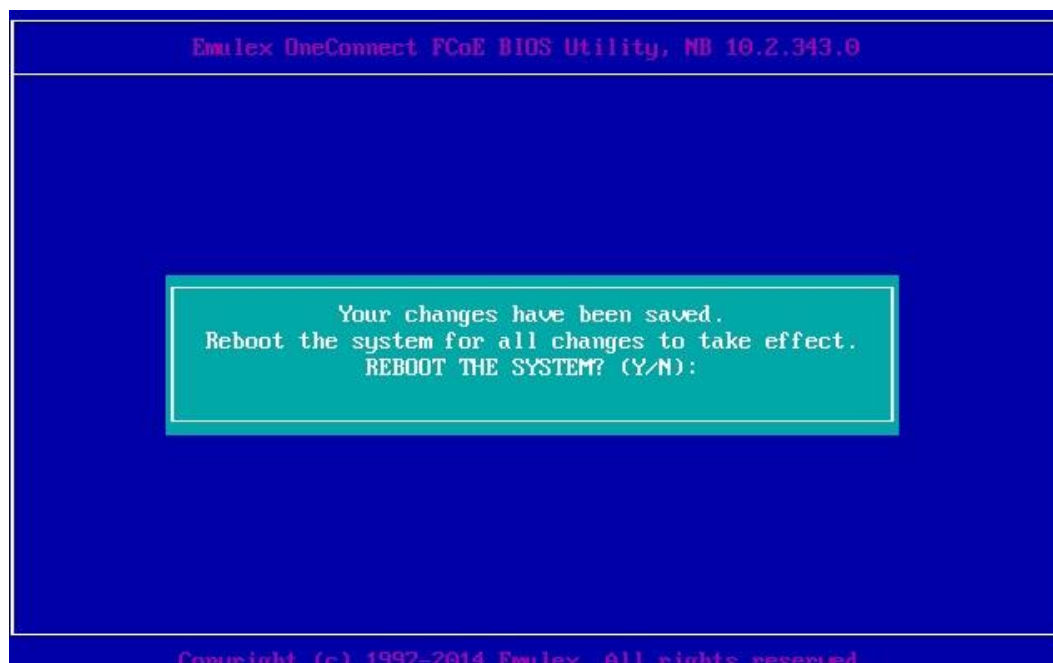 Emulex OneConnect FCoE BIOS Utility, NB 10.2.343.0
Your changes have been saved.
Reboot the system for all changes to take effect.
REBOOT THE SYSTEM? (Y/N):
Copyright (c) 1997-2014 Emulex. All rights reserved